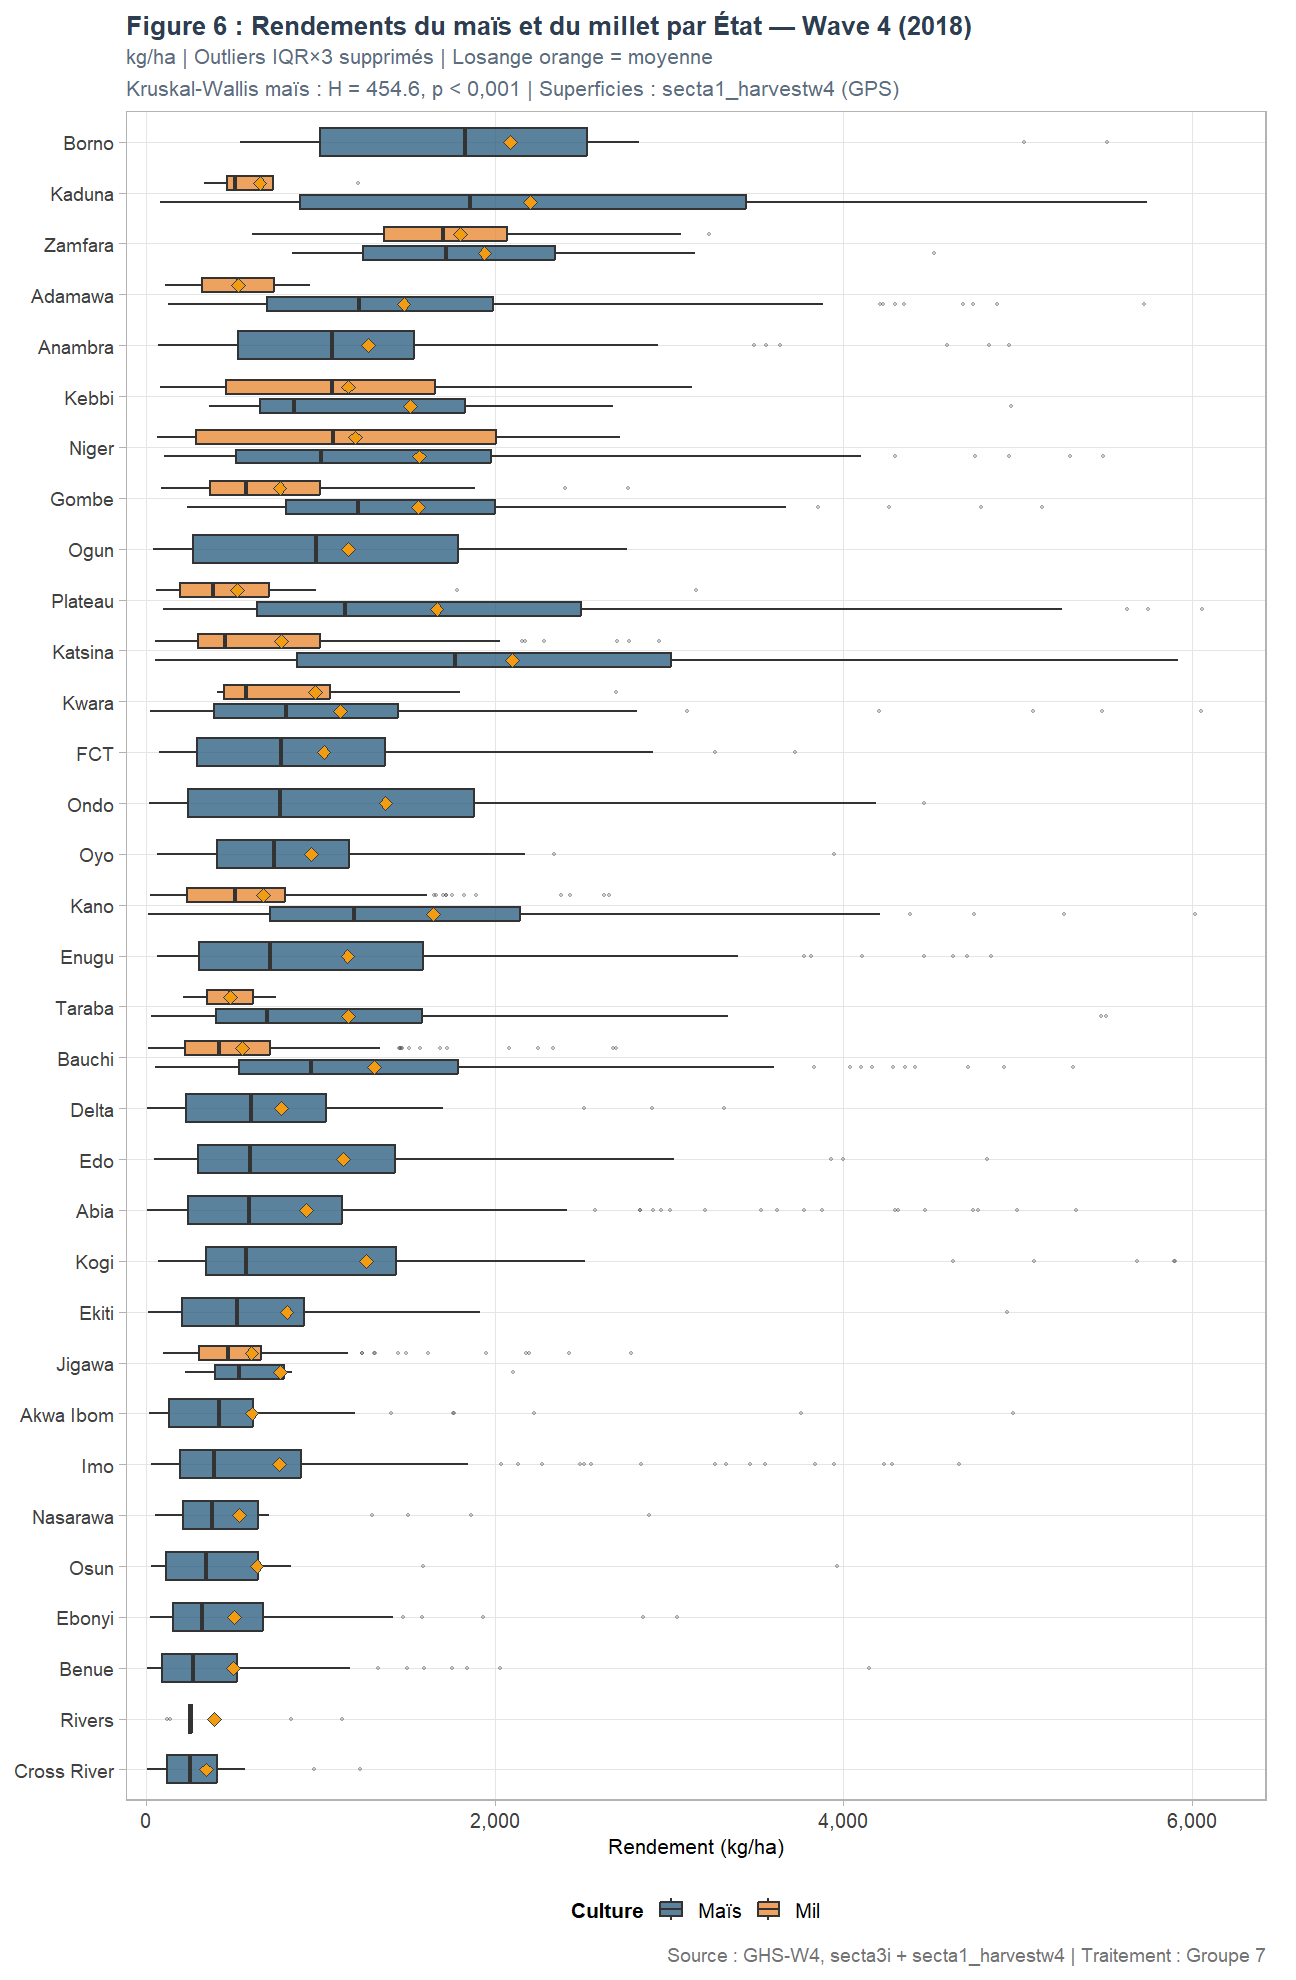 Figure 6 : Rendements du maïs et du millet par État — Wave 4 (2018)
kg/ha | Outliers IQR×3 supprimés | Losange orange = moyenne
Kruskal-Wallis maïs : H = 454.6, p < 0,001 | Superficies : secta1_harvestw4 (GPS)
Borno
Kaduna
Zamfara
Adamawa
Anambra
Kebbi
Niger
Gombe
Ogun
Plateau
Katsina
Kwara
FCT
Ondo
Oyo
Kano
Enugu
Taraba
Bauchi
Delta
Edo
Abia
Kogi
Ekiti
Jigawa
Akwa Ibom
Imo
Nasarawa
Osun
Ebonyi
Benue
Rivers
Cross River
0 2,000 4,000 6,000
Rendement (kg/ha)
Culture Maïs Mil
Source : GHS-W4, secta3i + secta1_harvestw4 | Traitement : Groupe 7